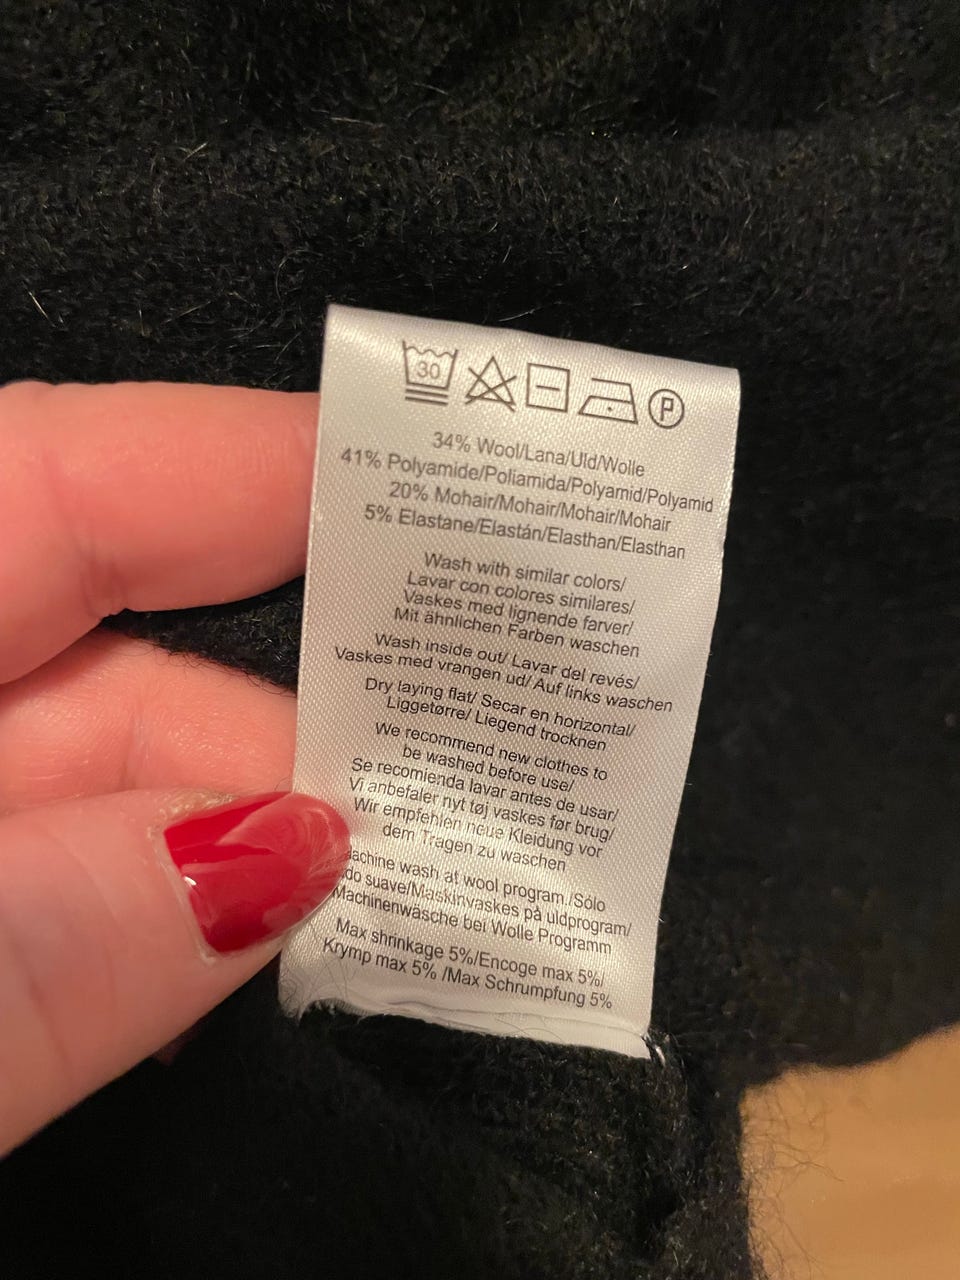 30
P
34% Wool/Lana/Uld/Wolle
41% Polyamide/Poliamida/Polyamid/Polyamid
20% Mohair/Mohair/Mohair/Mohair
5% Elastane/Elastán/Elasthan/Elasthan
Wash with similar colors/
Lavar con colores similares/
Vaskes med lignende farver/
Mit ähnlichen Farben waschen
Wash inside out/ Lavar del revés/
Vaskes med vrangen ud/ Auf links waschen
Dry laying flat/ Secar en horizontal/
Liggetørre/ Liegend trocknen
We recommend new clothes to
be washed before use/
Se recomienda lavar antes de usar/
Vi anbefaler nyt tøj vaskes før brug/
Wir empfehlen neue Kleidung vor
dem Tragen zu waschen
wash at wool program./Sólo
suave/Maskinvaskes på uldprogram/
Machinenwäsche bei Wolle Programm
Max shrinkage 5%/Encoge max 5%/
Krymp max 5% /Max Schrumpfung 5%